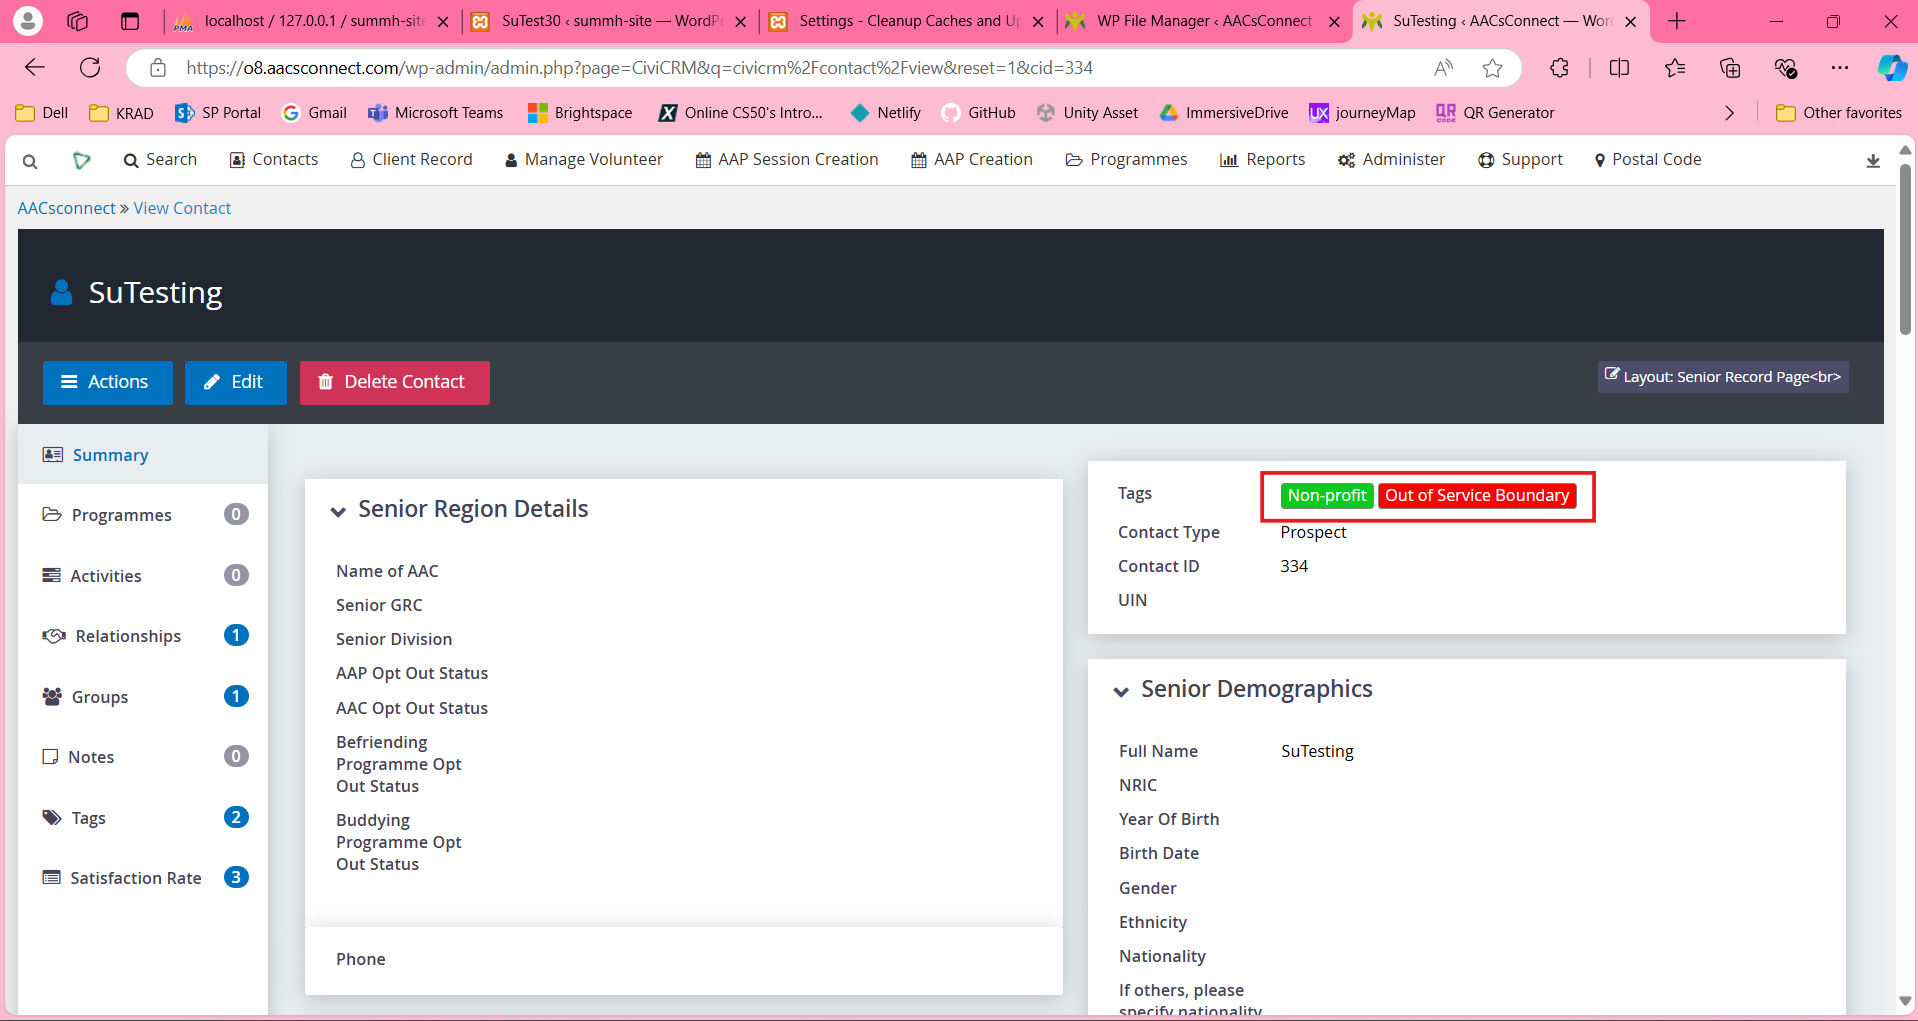 localhost / 127.0.0.1 / summh-site
SuTest30 ‹ summh-site — WordPr
Settings - Cleanup Caches and Up
WP File Manager ‹ AACsConnect
SuTesting ‹ AACsConnect — Word
https://o8.aacsconnect.com/wp-admin/admin.php?page=CiviCRM&q=civicrm%2Fcontact%2Fview&reset=1&cid=334
Dell
KRAD
SP Portal
Gmail
Microsoft Teams
Brightspace
Online CS50's Intro...
Netlify
GitHub
Unity Asset
ImmersiveDrive
journeyMap
QR Generator
Other favorites
Search
Contacts
Client Record
Manage Volunteer
AAP Session Creation
AAP Creation
Programmes
Reports
Administer
Support
Postal Code
AACsconnect » View Contact
SuTesting
Actions
Edit
Delete Contact
Layout: Senior Record Page<br>
Summary
Programmes 0
Activities 0
Relationships 1
Groups 1
Notes 0
Tags 2
Satisfaction Rate 3
Senior Region Details
Name of AAC
Senior GRC
Senior Division
AAP Opt Out Status
AAC Opt Out Status
Befriending
Programme Opt
Out Status
Buddying
Programme Opt
Out Status
Phone
Tags Non-profit Out of Service Boundary
Contact Type Prospect
Contact ID 334
UIN
Senior Demographics
Full Name SuTesting
NRIC
Year Of Birth
Birth Date
Gender
Ethnicity
Nationality
If others, please
specify nationality